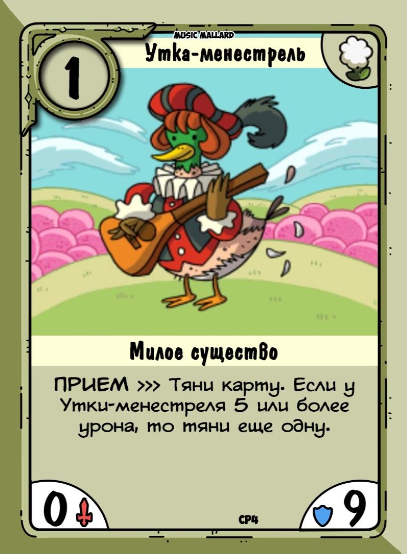 MUSIC MALLARD
Утка-менестрель
1
Милое существо
ПРИЕМ >>> Тяни карту. Если у
Утки-менестреля 5 или более
урона, то тяни еще одну.
0
CP4
9